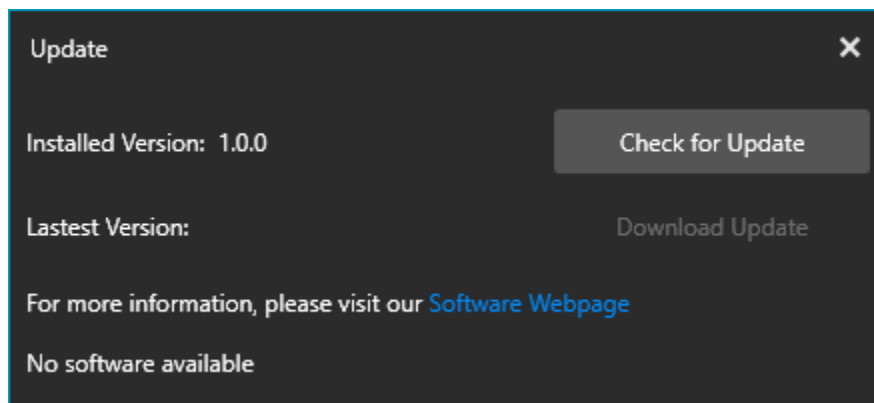 Update
Installed Version: 1.0.0 Check for Update
Lastest Version: Download Update
For more information, please visit our Software Webpage
No software available